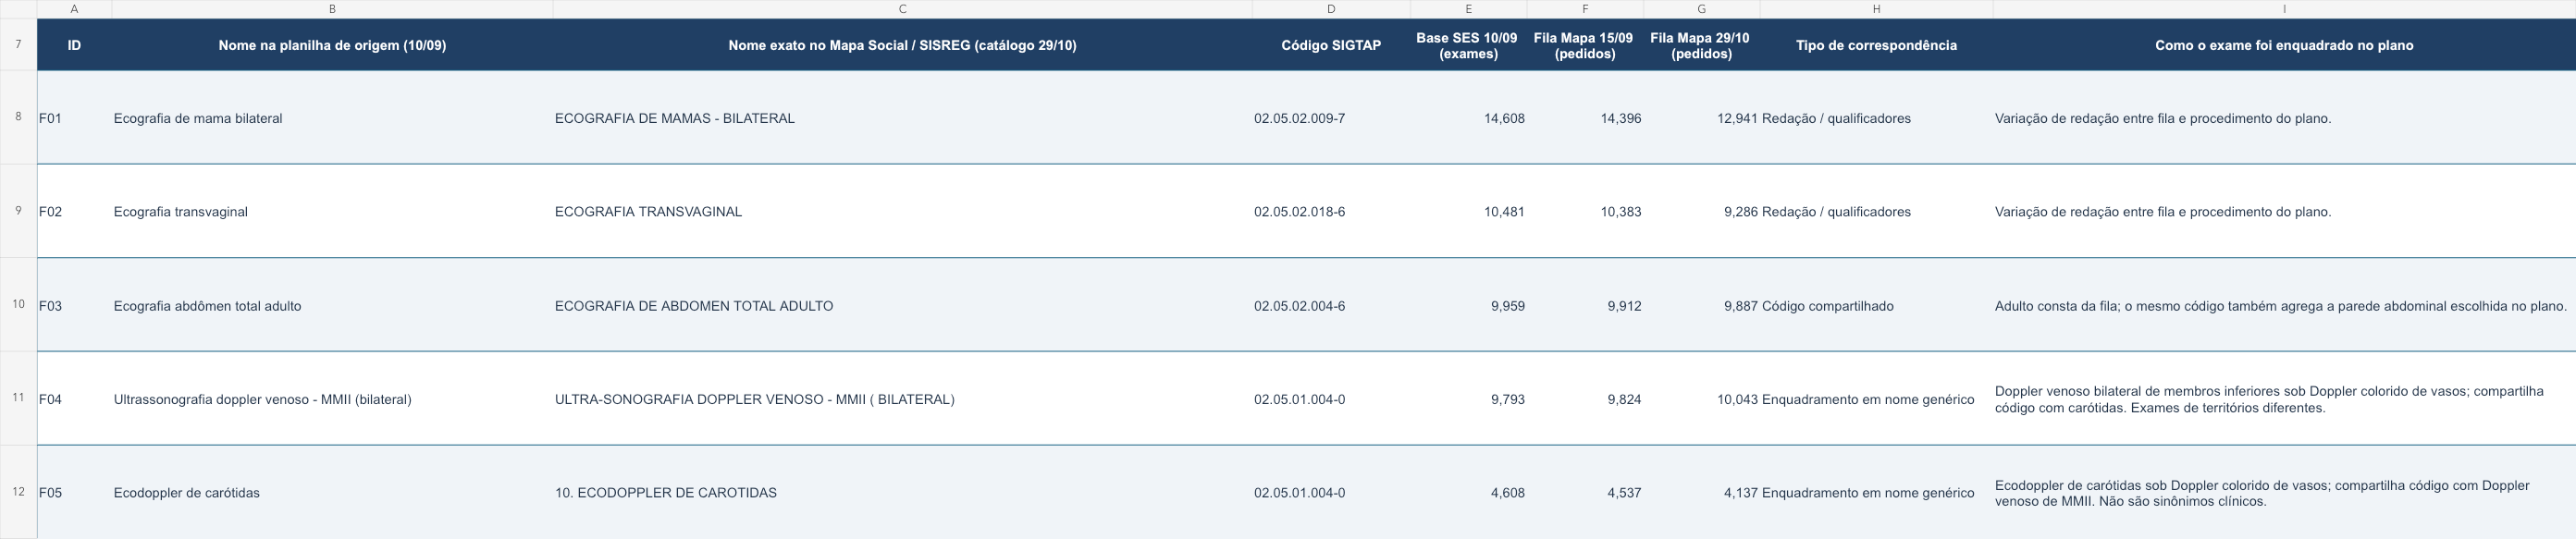 A B C D E F G H I
7 ID Nome na planilha de origem (10/09) Nome exato no Mapa Social / SISREG (catálogo 29/10) Código SIGTAP Base SES 10/09 (exames) Fila Mapa 15/09 (pedidos) Fila Mapa 29/10 (pedidos) Tipo de correspondência Como o exame foi enquadrado no plano
8 F01 Ecografia de mama bilateral ECOGRAFIA DE MAMAS - BILATERAL 02.05.02.009-7 14,608 14,396 12,941 Redação / qualificadores Variação de redação entre fila e procedimento do plano.
9 F02 Ecografia transvaginal ECOGRAFIA TRANSVAGINAL 02.05.02.018-6 10,481 10,383 9,286 Redação / qualificadores Variação de redação entre fila e procedimento do plano.
10 F03 Ecografia abdômen total adulto ECOGRAFIA DE ABDOMEN TOTAL ADULTO 02.05.02.004-6 9,959 9,912 9,887 Código compartilhado Adulto consta da fila; o mesmo código também agrega a parede abdominal escolhida no plano.
11 F04 Ultrassonografia doppler venoso - MMII (bilateral) ULTRA-SONOGRAFIA DOPPLER VENOSO - MMII ( BILATERAL) 02.05.01.004-0 9,793 9,824 10,043 Enquadramento em nome genérico Doppler venoso bilateral de membros inferiores sob Doppler colorido de vasos; compartilha
código com carótidas. Exames de territórios diferentes.
12 F05 Ecodoppler de carótidas 10. ECODOPPLER DE CAROTIDAS 02.05.01.004-0 4,608 4,537 4,137 Enquadramento em nome genérico Ecodoppler de carótidas sob Doppler colorido de vasos; compartilha código com Doppler
venoso de MMII. Não são sinônimos clínicos.